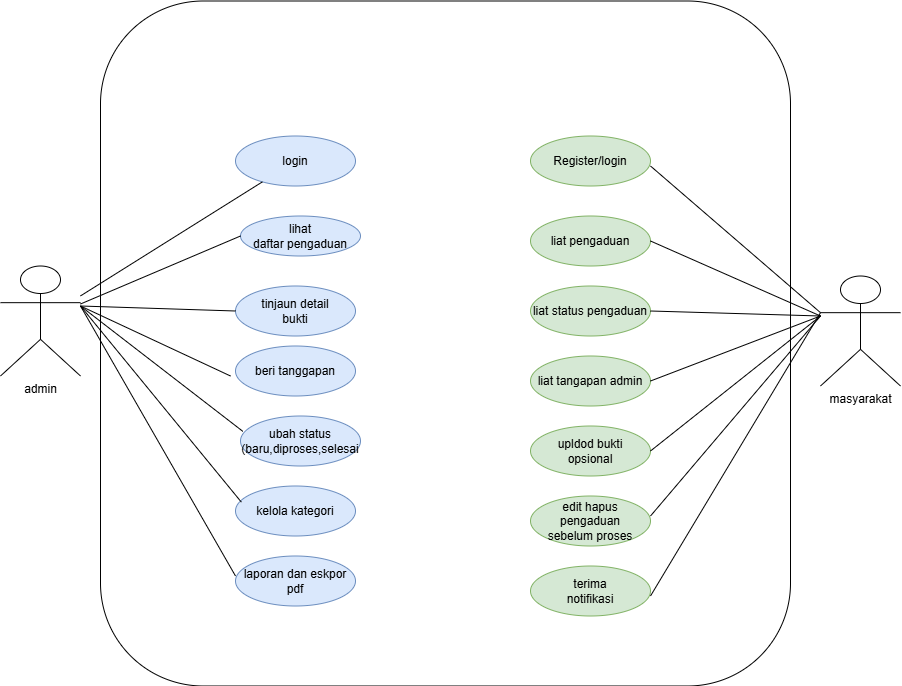 login
lihat
daftar pengaduan
tinjaun detail
bukti
beri tanggapan
ubah status
(baru,diproses,selesai
kelola kategori
laporan dan eskpor
pdf
admin
Register/login
liat pengaduan
liat status pengaduan
liat tangapan admin
upldod bukti
opsional
edit hapus
pengaduan
sebelum proses
terima
notifikasi
masyarakat